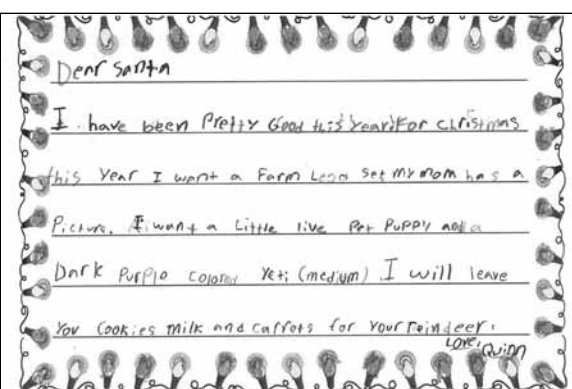 Dear Santa
I have been Pretty Good this year. For christmas
this year I want a Farm Lego set my mom has a
Picture. I want a Little live Pet Puppy and a
Dark Purple colored Yeti (medium). I will leave
You Cookies milk and carrots for your reindeer.
Love, Quinn